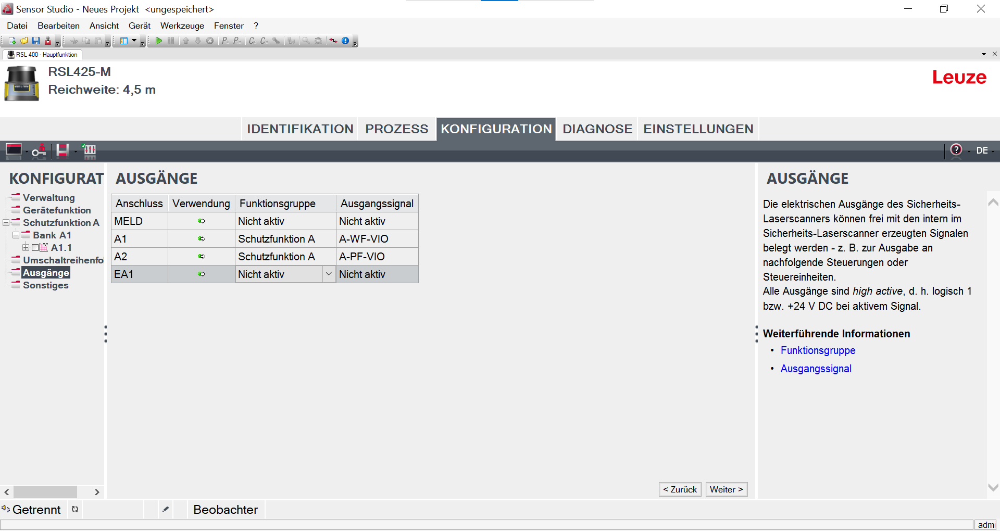 Sensor Studio - Neues Projekt <ungespeichert>
Datei Bearbeiten Ansicht Gerät Werkzeuge Fenster ?
RSL 400 - Hauptfunktion
RSL425-M
Reichweite: 4,5 m
Leuze
IDENTIFIKATION PROZESS KONFIGURATION DIAGNOSE EINSTELLUNGEN
DE
KONFIGURAT
Verwaltung
Gerätefunktion
Schutzfunktion A
Bank A1
A1.1
Umschaltreihenfol
Ausgänge
Sonstiges
AUSGÄNGE
Anschluss Verwendung Funktionsgruppe Ausgangssignal
MELD Nicht aktiv Nicht aktiv
A1 Schutzfunktion A A-WF-VIO
A2 Schutzfunktion A A-PF-VIO
EA1 Nicht aktiv Nicht aktiv
< Zurück Weiter >
AUSGÄNGE
Die elektrischen Ausgänge des Sicherheits-
Laserscanners können frei mit den intern im
Sicherheits-Laserscanner erzeugten Signalen
belegt werden - z. B. zur Ausgabe an
nachfolgende Steuerungen oder
Steuereinheiten.
Alle Ausgänge sind high active, d. h. logisch 1
bzw. +24 V DC bei aktivem Signal.
Weiterführende Informationen
• Funktionsgruppe
• Ausgangssignal
Getrennt Beobachter
admi